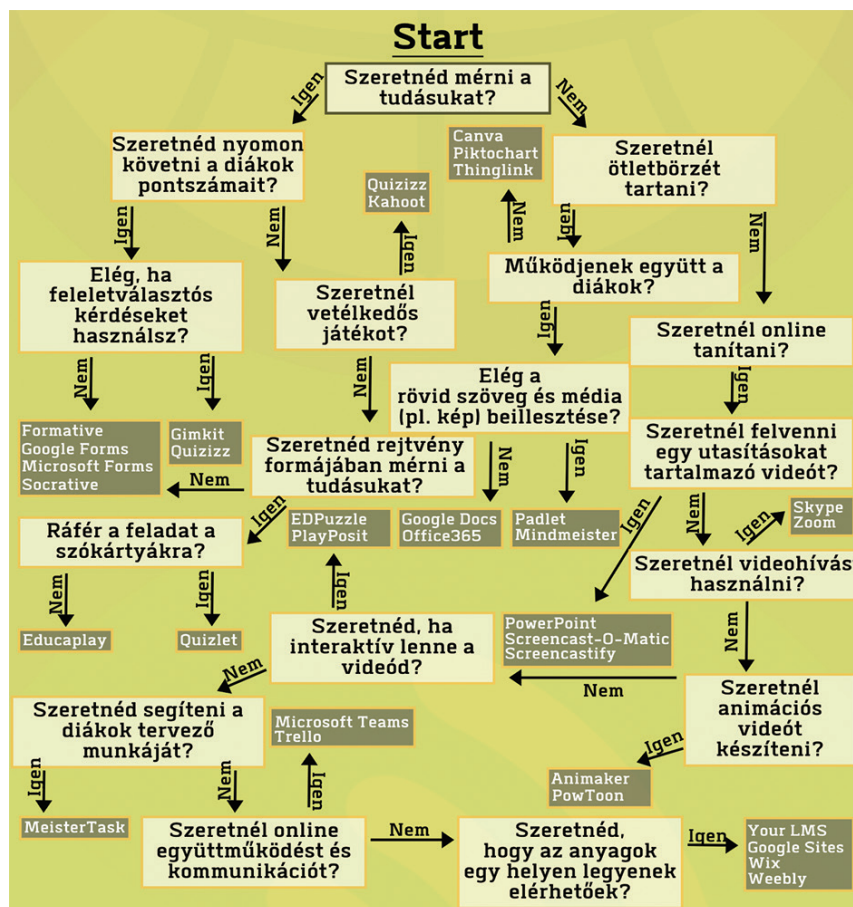 Start
Szeretnéd mérni a
tudásukat?
Igen
Nem
Szeretnéd nyomon
követni a diákok
pontszámait?
Canva
Piktochart
Thinglink
Szeretnél
ötletbörzét
tartani?
Quizizz
Kahoot
Igen
Nem
Igen
Nem
Igen
Nem
Elég, ha
feleletválasztós
kérdéseket
használsz?
Szeretnél
vetélkedős
játékot?
Működjenek együtt a
diákok?
Igen
Szeretnél online
tanítani?
Nem
Igen
Nem
Elég a
rövid szöveg és média
(pl. kép) beillesztése?
Igen
Formative
Google Forms
Microsoft Forms
Socrative
Gimkit
Quizizz
Szeretnéd rejtvény
formájában mérni a
tudásukat?
Nem
Nem
Igen
Szeretnél felvenni
egy utasításokat
tartalmazó videót?
Igen
Nem
Igen
Skype
Zoom
Ráfér a feladat a
szókártyákra?
Igen
EDPuzzle
PlayPosit
Google Docs
Office365
Padlet
Mindmeister
Szeretnél videohívást
használni?
Nem
Igen
Igen
Educaplay
Quizlet
Szeretnéd, ha
interaktív lenne a
videód?
PowerPoint
Screencast-O-Matic
Screencastify
Nem
Nem
Nem
Szeretnéd segíteni a
diákok tervező
munkáját?
Microsoft Teams
Trello
Szeretnél
animációs
videót
készíteni?
Igen
Igen
Nem
Igen
Animaker
PowToon
MeisterTask
Szeretnél online
együttműködést és
kommunikációt?
Nem
Szeretnéd,
hogy az anyagok
egy helyen legyenek
elérhetőek?
Igen
Your LMS
Google Sites
Wix
Weebly